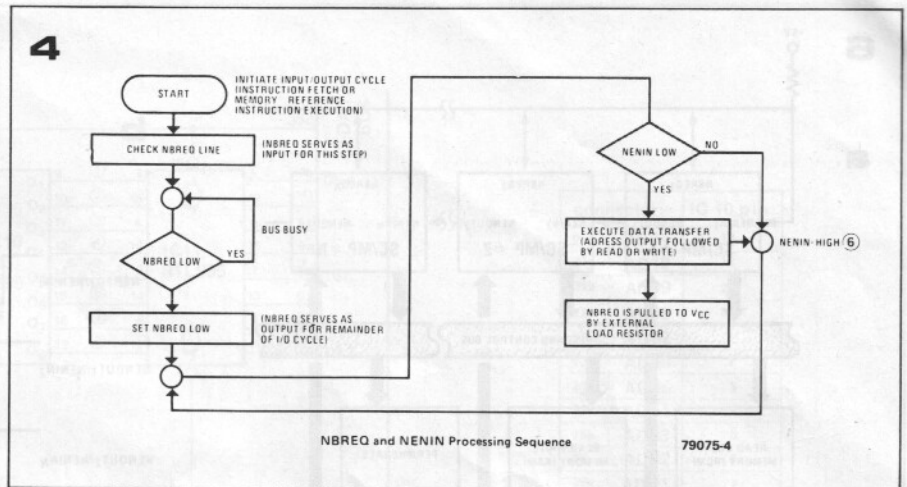 4
START
INITIATE INPUT/OUTPUT CYCLE
(INSTRUCTION FETCH OR
MEMORY REFERENCE
INSTRUCTION EXECUTION)
CHECK NBREQ LINE
(NBREQ SERVES AS
INPUT FOR THIS STEP)
BUS BUSY
NBREQ LOW
YES
SET NBREQ LOW
(NBREQ SERVES AS
OUTPUT FOR REMAINDER
OF I/O CYCLE)
NENIN LOW
NO
YES
EXECUTE DATA TRANSFER
(ADRESS OUTPUT FOLLOWED
BY READ OR WRITE)
NENIN-HIGH 6
NBREQ IS PULLED TO VCC
BY EXTERNAL
LOAD RESISTOR
NBREQ and NENIN Processing Sequence
79075-4